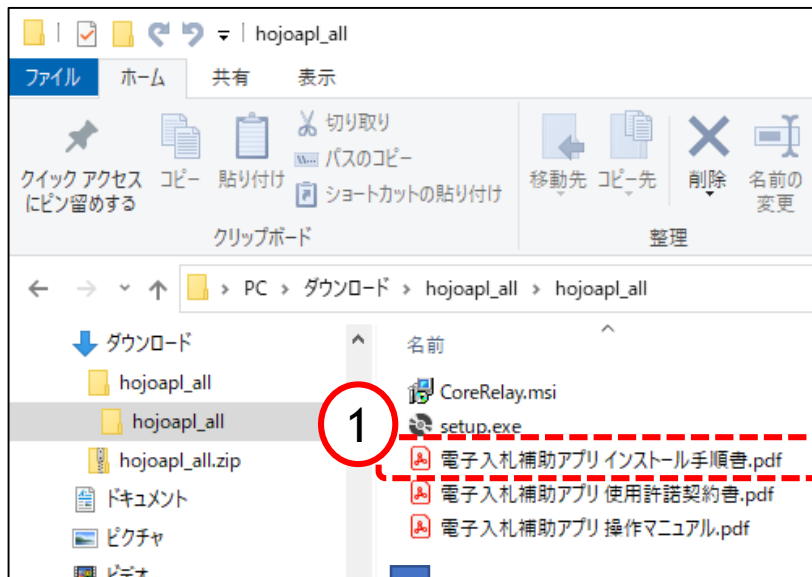 hojoapl_all
ファイル ホーム 共有 表示
クイック アクセス
にピン留めする
コピー
貼り付け
切り取り
パスのコピー
ショートカットの貼り付け
クリップボード
移動先
コピー先
削除
名前の
変更
整理
PC › ダウンロード › hojoapl_all › hojoapl_all
ダウンロード
hojoapl_all
hojoapl_all
hojoapl_all.zip
ドキュメント
ピクチャ
ビデオ
1
名前
CoreRelay.msi
setup.exe
電子入札補助アプリ インストール手順書.pdf
電子入札補助アプリ 使用許諾契約書.pdf
電子入札補助アプリ 操作マニュアル.pdf